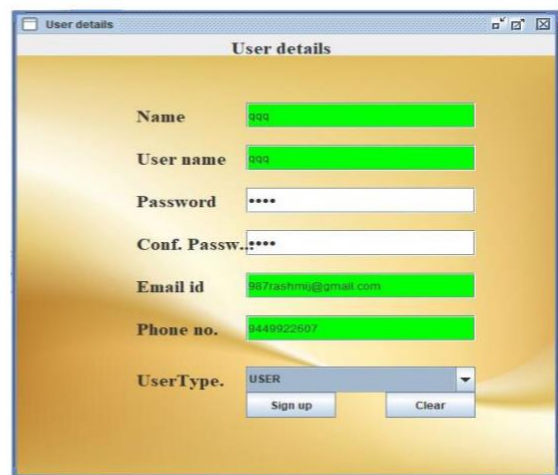 User details
User details
Name qqq
User name qqq
Password ••••
Conf. Passw...••••
Email id 987rashmij@gmail.com
Phone no. 9449922607
UserType. USER
Sign up Clear